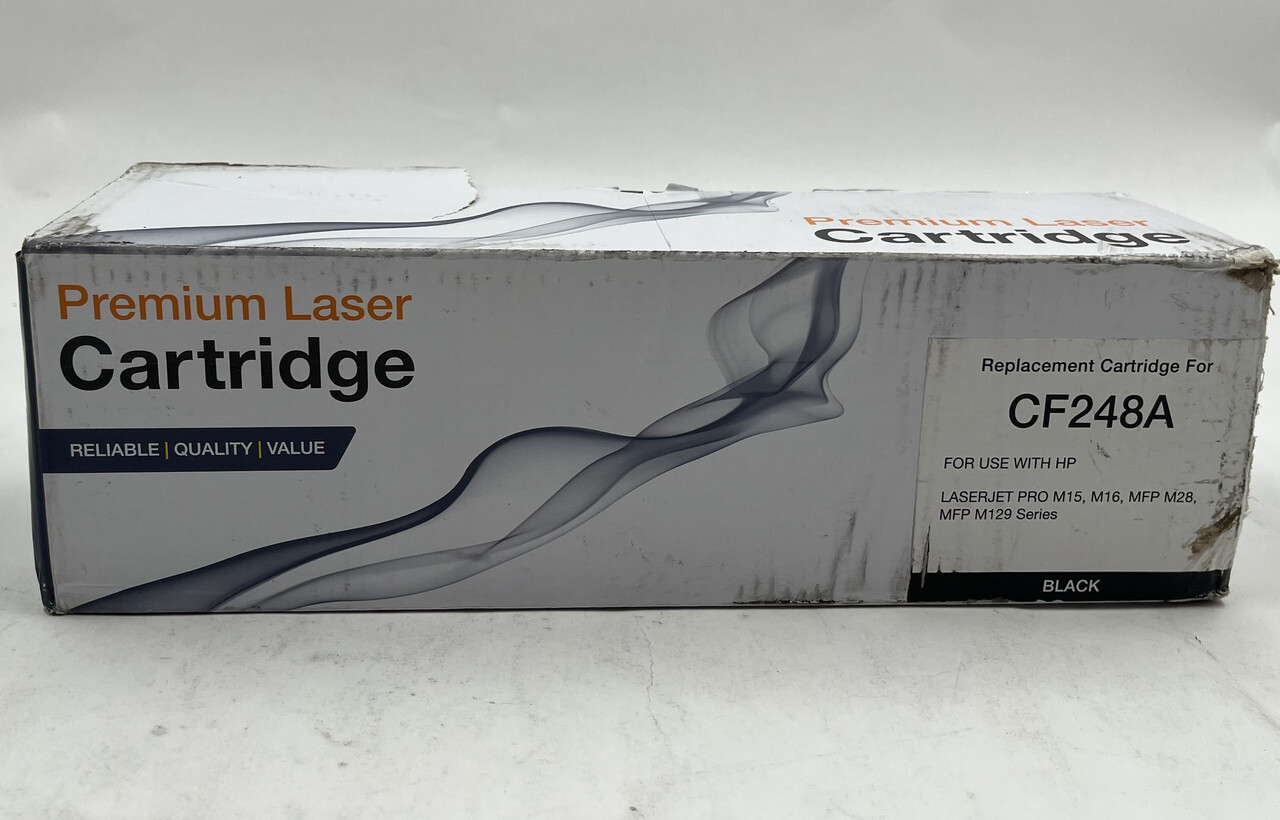 Premium Laser
Cartridge
Premium Laser
Cartridge
RELIABLE | QUALITY | VALUE
Replacement Cartridge For
CF248A
FOR USE WITH HP
LASERJET PRO M15, M16, MFP M28,
MFP M129 Series
BLACK